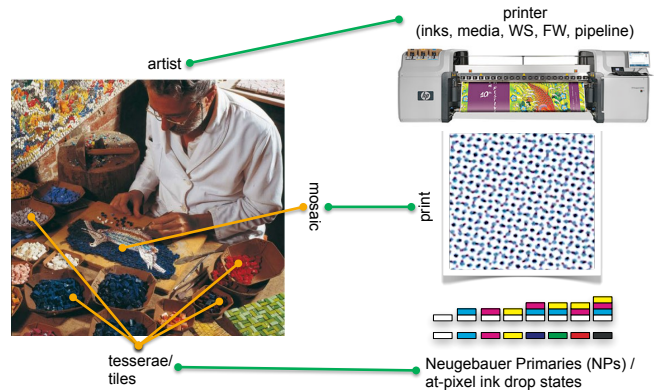 printer
(inks, media, WS, FW, pipeline)
artist
hp
mosaic
print
tesserae/
tiles
Neugebauer Primaries (NPs) /
at-pixel ink drop states